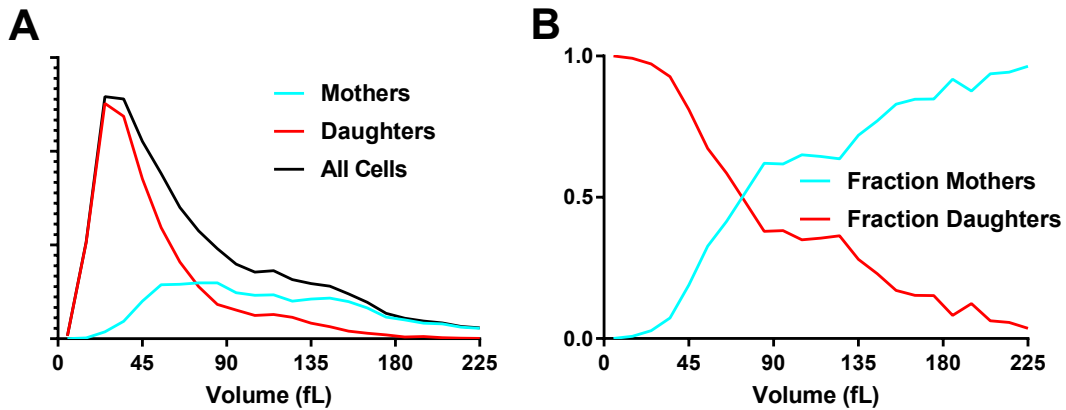 A
Mothers
Daughters
All Cells
0 45 90 135 180 225
Volume (fL)
B
1.0
0.5
0.0
Fraction Mothers
Fraction Daughters
0 45 90 135 180 225
Volume (fL)